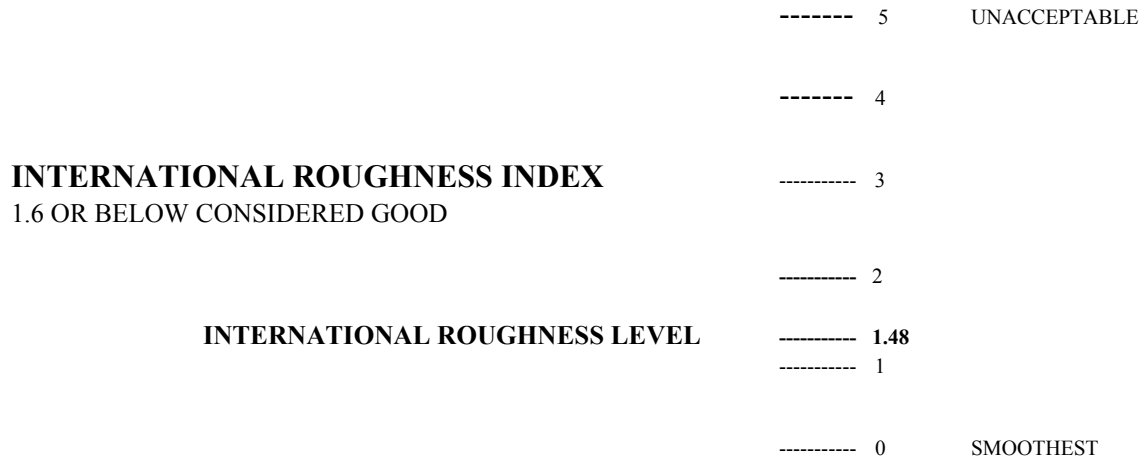 ------- 5 UNACCEPTABLE
------- 4
INTERNATIONAL ROUGHNESS INDEX ----------- 3
1.6 OR BELOW CONSIDERED GOOD
----------- 2
INTERNATIONAL ROUGHNESS LEVEL ----------- 1.48
----------- 1
----------- 0 SMOOTHEST